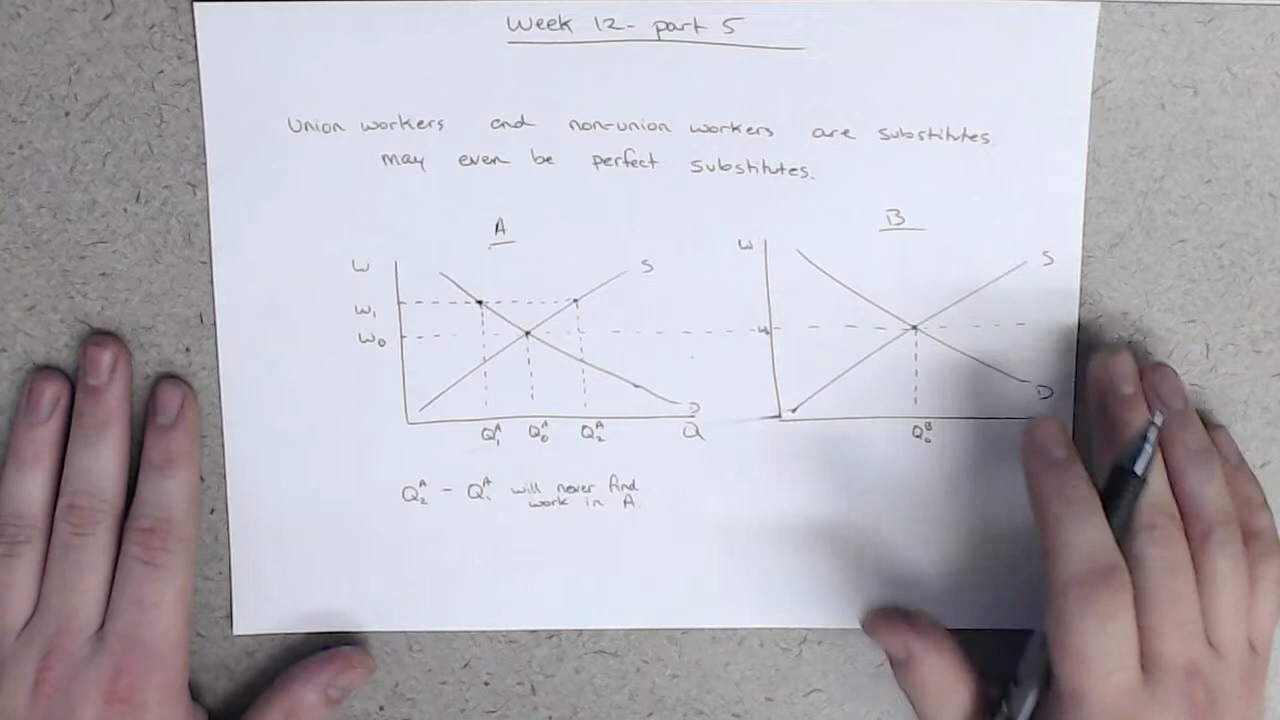 Week 12- part 5
Union workers and non-union workers are substitutes.
may even be perfect substitutes.
A
B
W
S
W₁
W₀
D
Q₁ᴬ Q₀ᴬ Q₂ᴬ Q
W
S
W₀
D
Q₀ᴮ
Q₂ᴬ - Q₁ᴬ will never find
work in A.